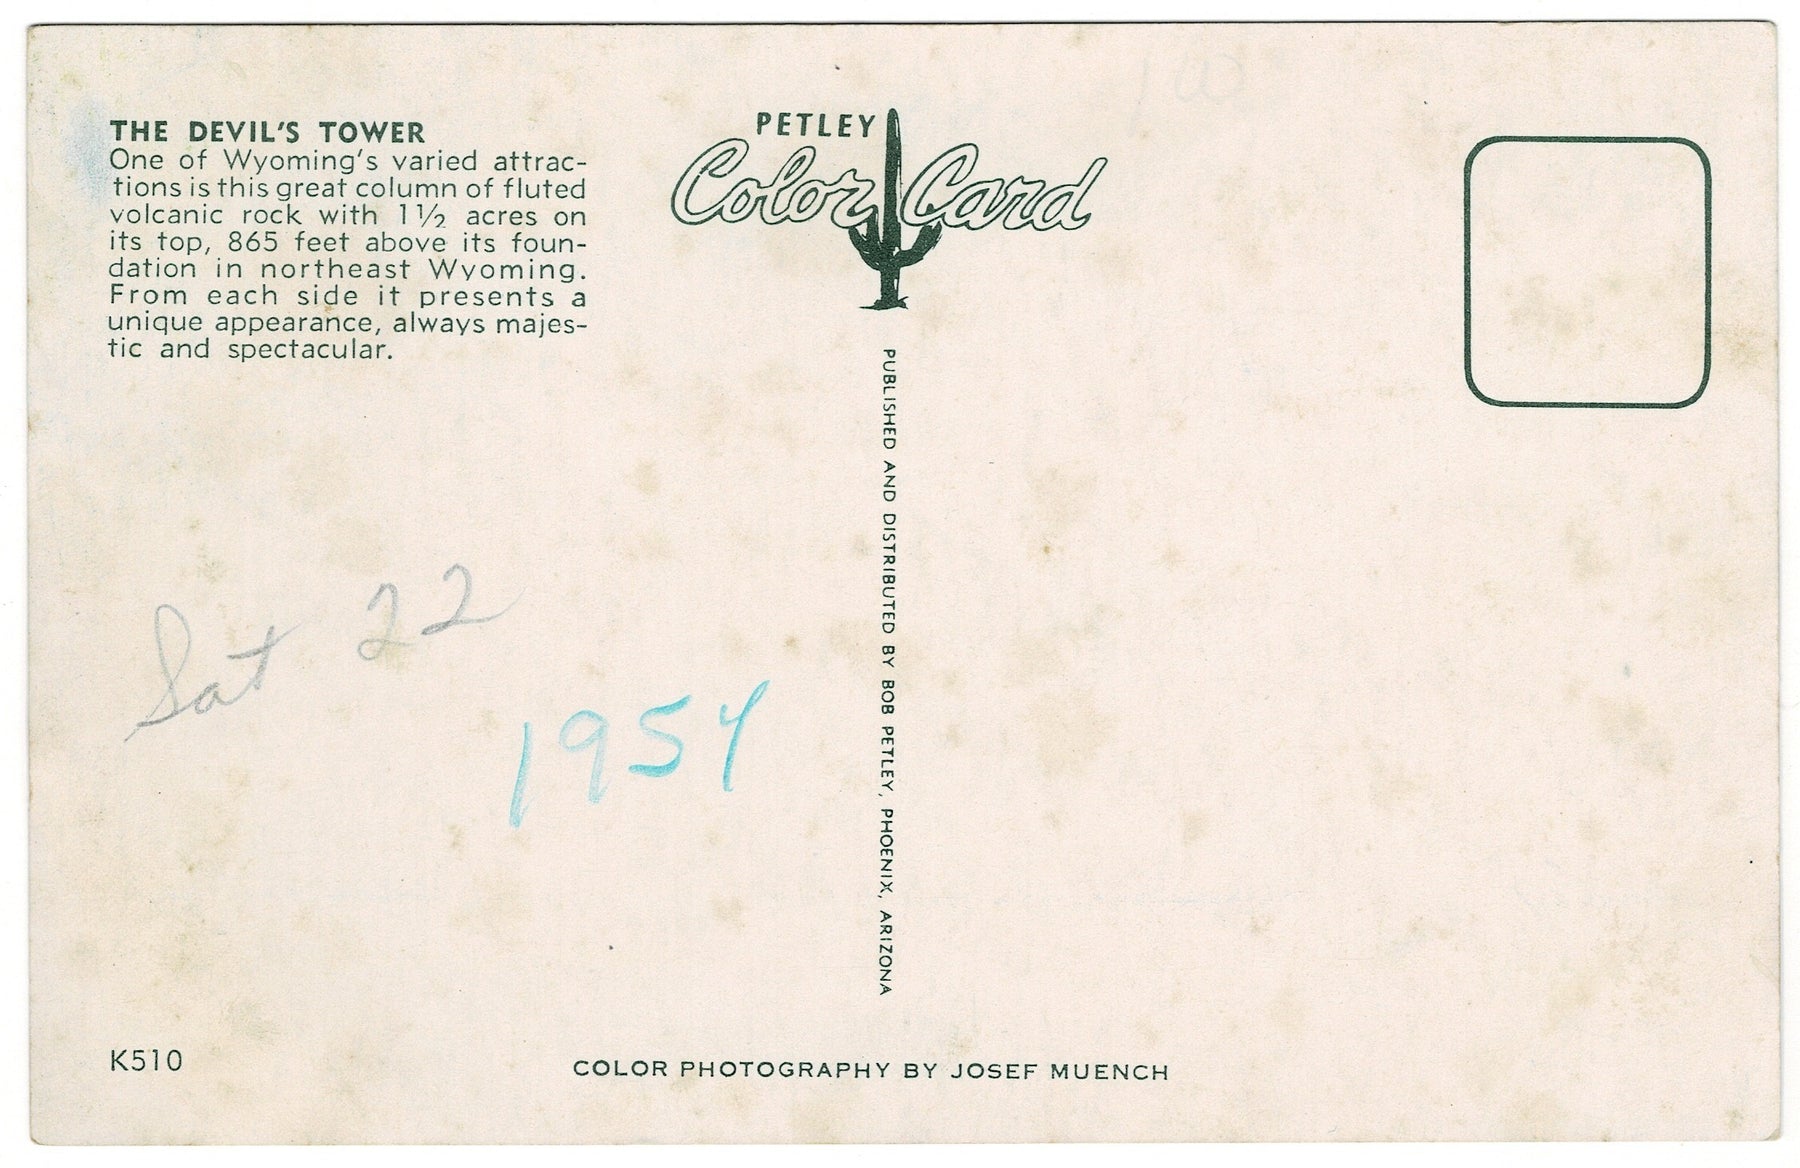 THE DEVIL'S TOWER
One of Wyoming's varied attrac-
tions is this great column of fluted
volcanic rock with 1½ acres on
its top, 865 feet above its foun-
dation in northeast Wyoming.
From each side it presents a
unique appearance, always majes-
tic and spectacular.
PETLEY
Color Card
PUBLISHED AND DISTRIBUTED BY BOB PETLEY, PHOENIX, ARIZONA
Sat 22
1954
K510
COLOR PHOTOGRAPHY BY JOSEF MUENCH